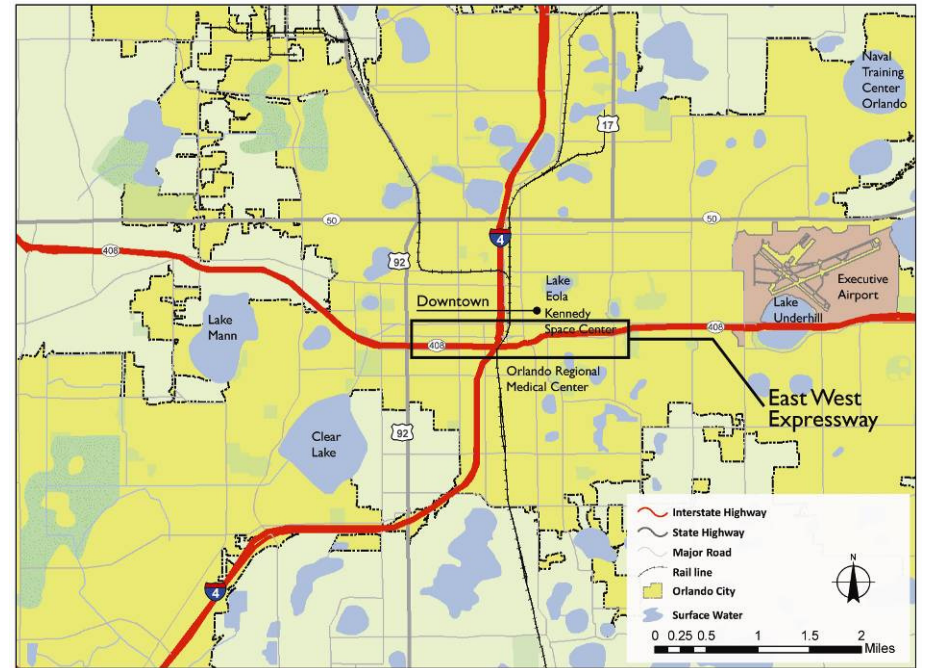 Naval
Training
Center
Orlando
17
50
50
4
408
92
Executive
Airport
Lake
Eola
Downtown
Kennedy
Space Center
Lake
Underhill
Lake
Mann
408
408
Orlando Regional
Medical Center
East West
Expressway
Clear
Lake
92
4
Interstate Highway
State Highway
Major Road
Rail line
Orlando City
Surface Water
N
0 0.25 0.5 1 1.5 2
Miles